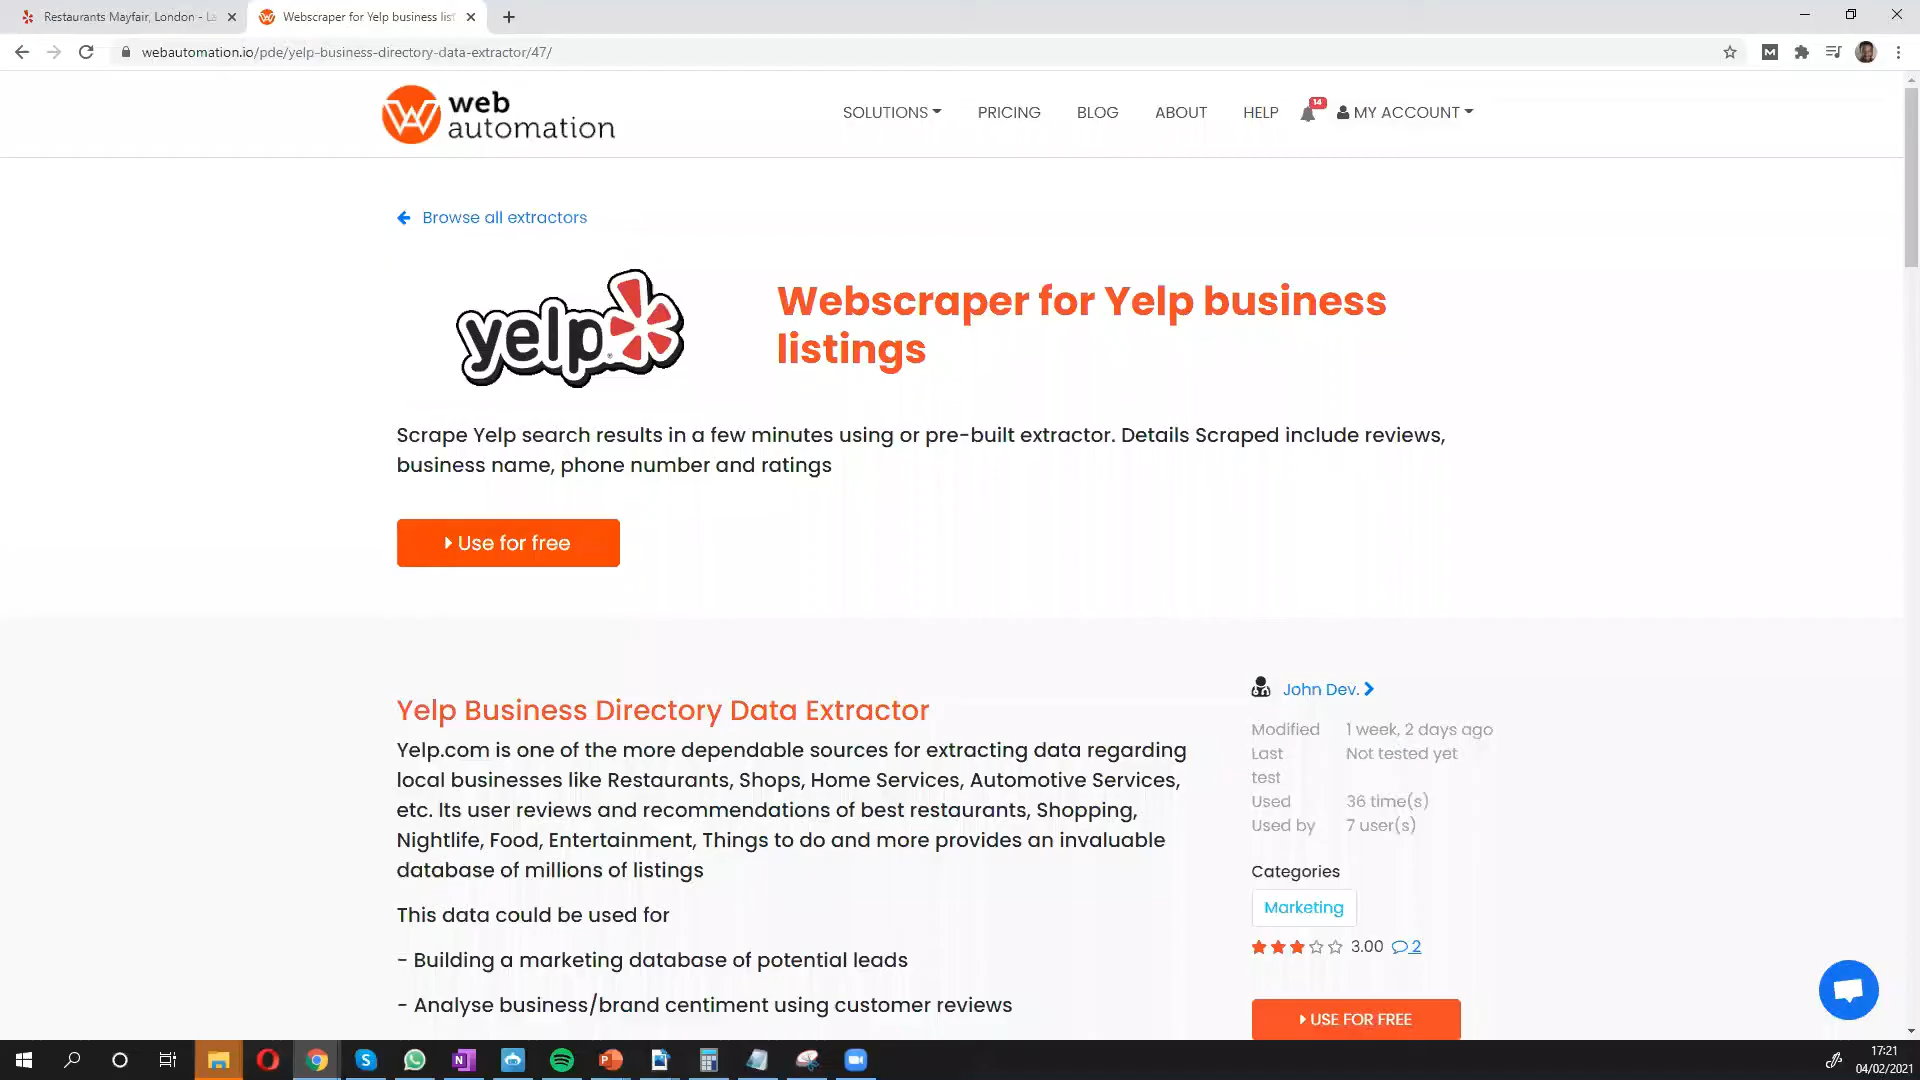 Restaurants Mayfair, London - La
Webscraper for Yelp business list
webautomation.io/pde/yelp-business-directory-data-extractor/47/
web
automation
SOLUTIONS
PRICING
BLOG
ABOUT
HELP
14
MY ACCOUNT
Browse all extractors
yelp
Webscraper for Yelp business
listings
Scrape Yelp search results in a few minutes using or pre-built extractor. Details Scraped include reviews,
business name, phone number and ratings
Use for free
Yelp Business Directory Data Extractor
Yelp.com is one of the more dependable sources for extracting data regarding
local businesses like Restaurants, Shops, Home Services, Automotive Services,
etc. Its user reviews and recommendations of best restaurants, Shopping,
Nightlife, Food, Entertainment, Things to do and more provides an invaluable
database of millions of listings
This data could be used for
- Building a marketing database of potential leads
- Analyse business/brand centiment using customer reviews
John Dev.
Modified 1 week, 2 days ago
Last Not tested yet
test
Used 36 time(s)
Used by 7 user(s)
Categories
Marketing
3.00 2
USE FOR FREE
17:21
04/02/2021